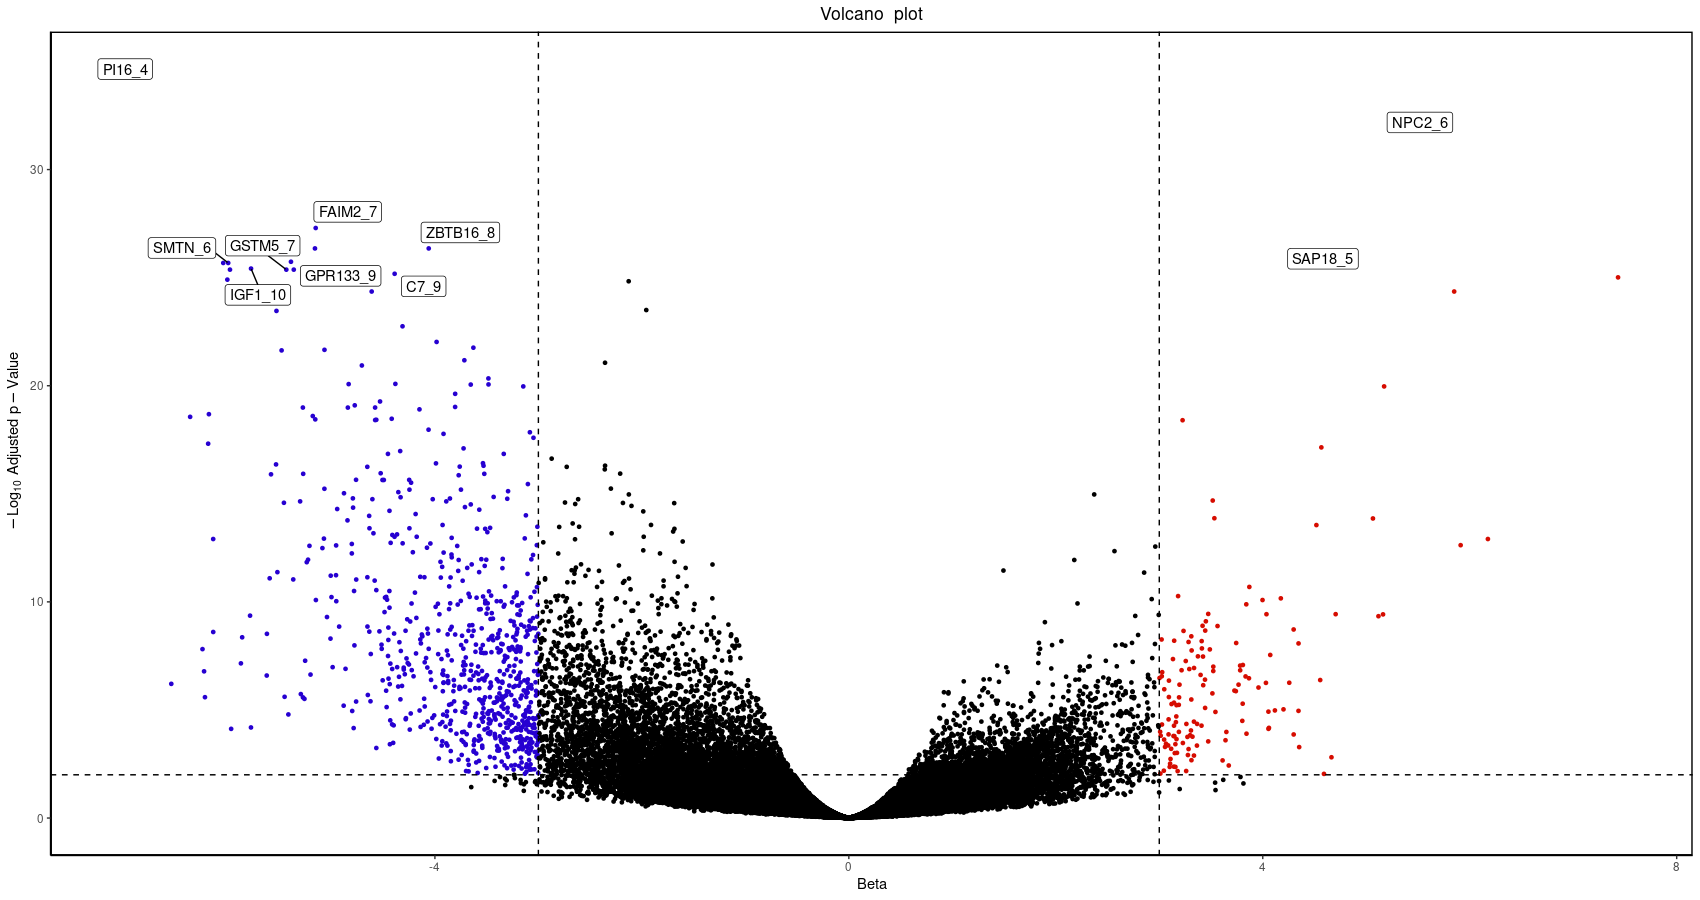 Volcano plot
PI16_4
NPC2_6
30
FAIM2_7
ZBTB16_8
SMTN_6
GSTM5_7
SAP18_5
GPR133_9
C7_9
IGF1_10
20
−Log10 Adjusted p − Value
10
0
-4
0
4
8
Beta